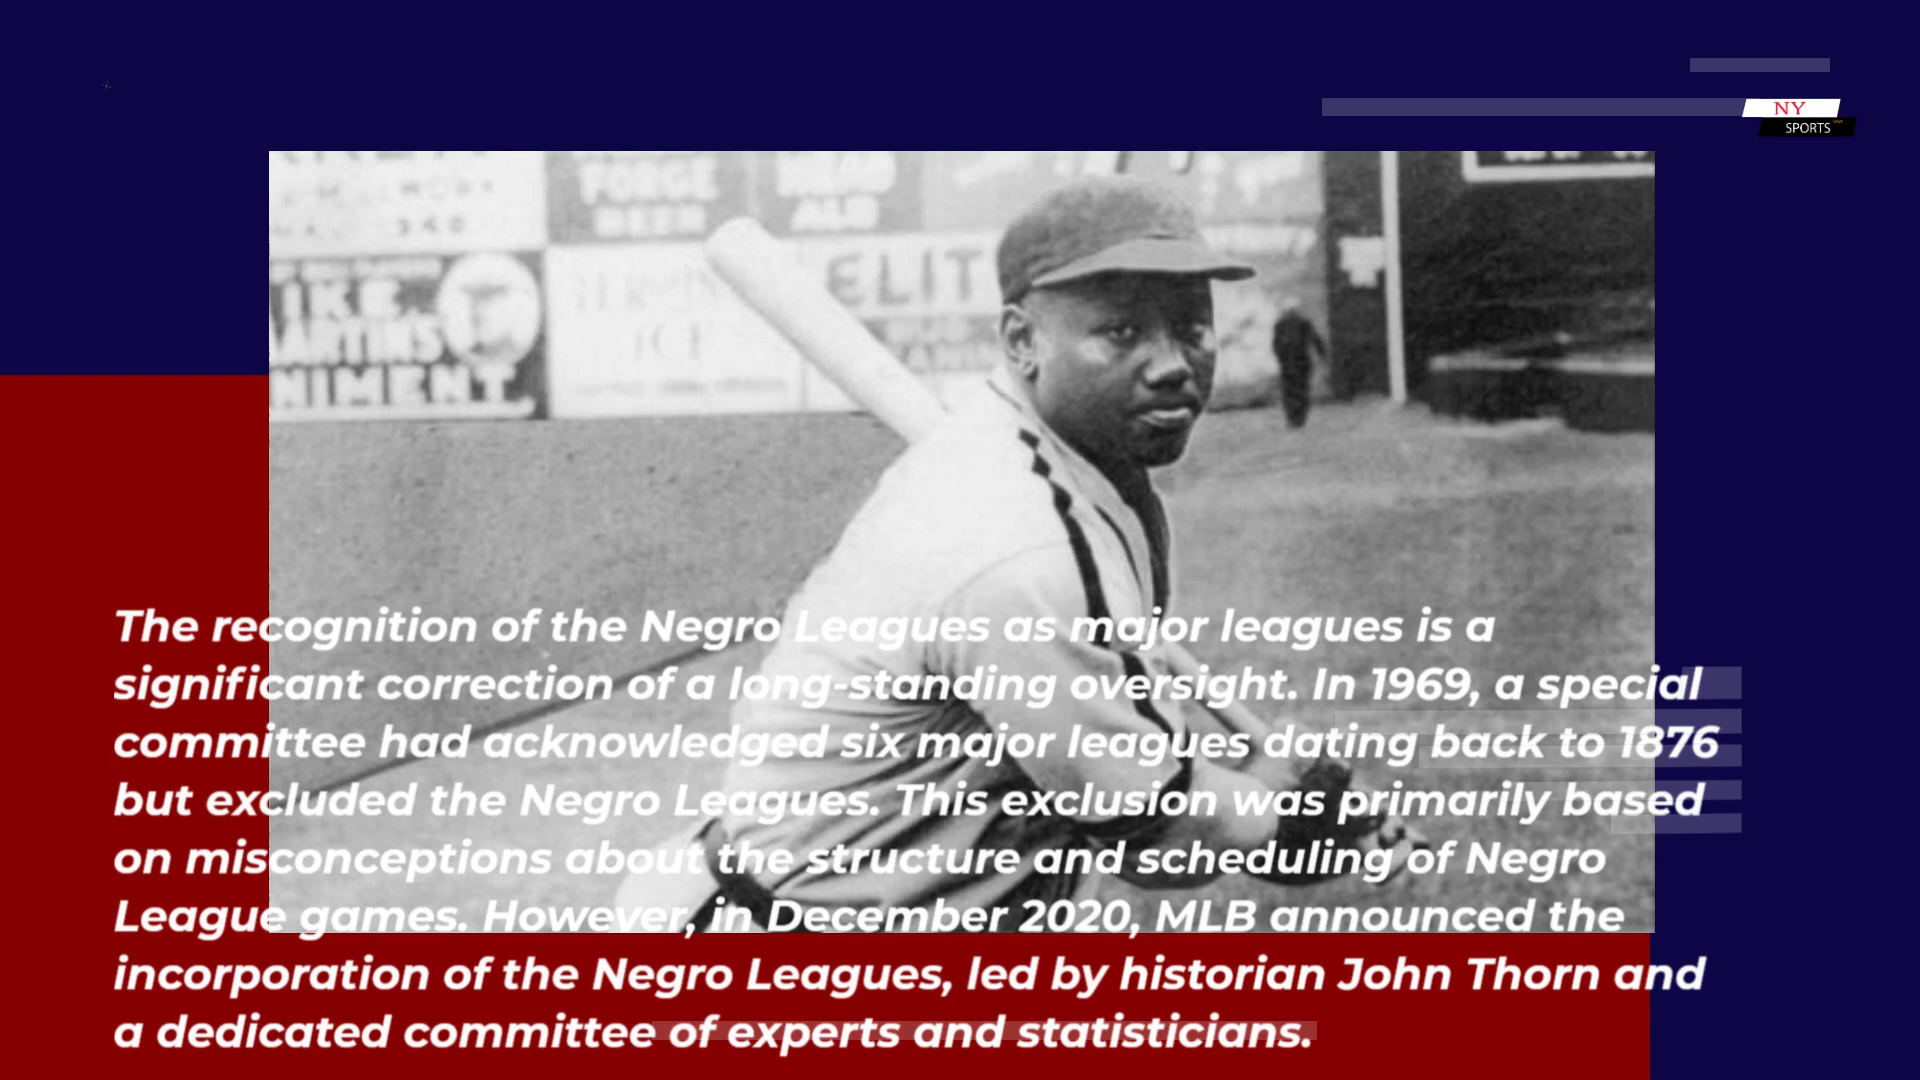 NY
SPORTS
FORGE
BEER
ELIT
ICE
The recognition of the Negro Leagues as major leagues is a
significant correction of a long-standing oversight. In 1969, a special
committee had acknowledged six major leagues dating back to 1876
but excluded the Negro Leagues. This exclusion was primarily based
on misconceptions about the structure and scheduling of Negro
League games. However, in December 2020, MLB announced the
incorporation of the Negro Leagues, led by historian John Thorn and
a dedicated committee of experts and statisticians.